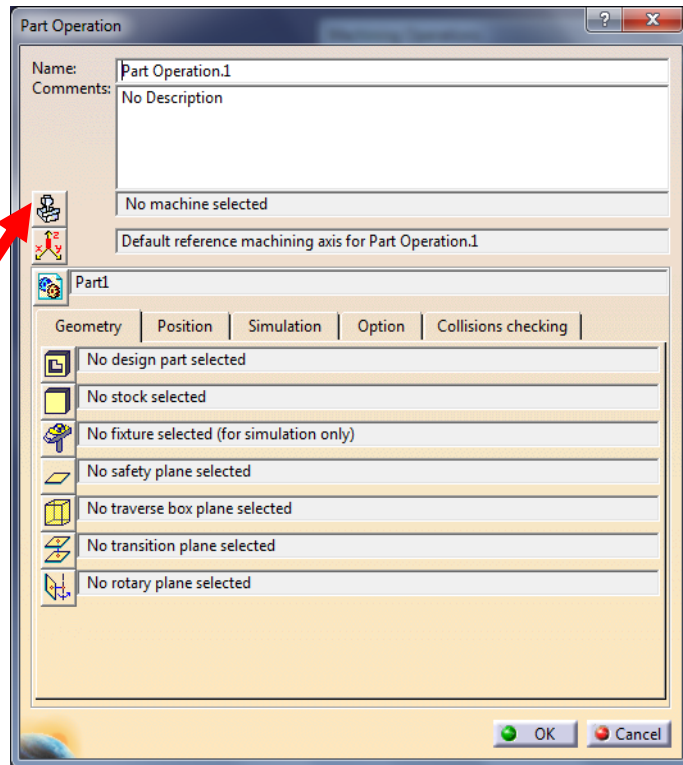 Part Operation
Name: Part Operation.1
Comments: No Description
No machine selected
Default reference machining axis for Part Operation.1
Part1
Geometry Position Simulation Option Collisions checking
No design part selected
No stock selected
No fixture selected (for simulation only)
No safety plane selected
No traverse box plane selected
No transition plane selected
No rotary plane selected
OK Cancel